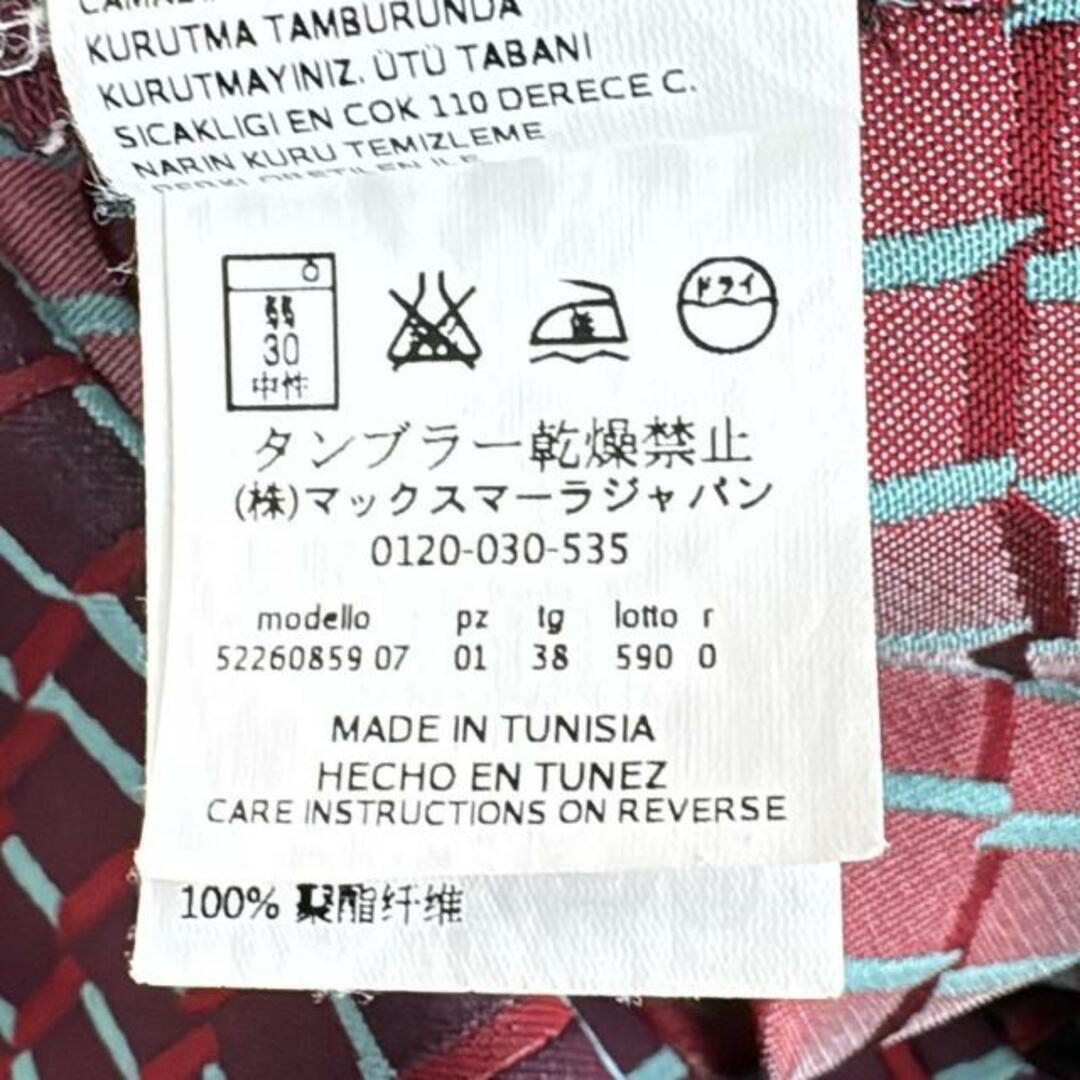 KURUTMA TAMBURUNDA
KURUTMAYINIZ. ÜTÜ TABANI
SICAKLIGI EN COK 110 DERECE C.
NARIN KURU TEMIZLEME
弱
30
中性
低
ドライ
タンブラー乾燥禁止
(株)マックスマーラジャパン
0120-030-535
modello pz tg lotto r
52260859 07 01 38 590 0
MADE IN TUNISIA
HECHO EN TUNEZ
CARE INSTRUCTIONS ON REVERSE
100% 聚酯纤维